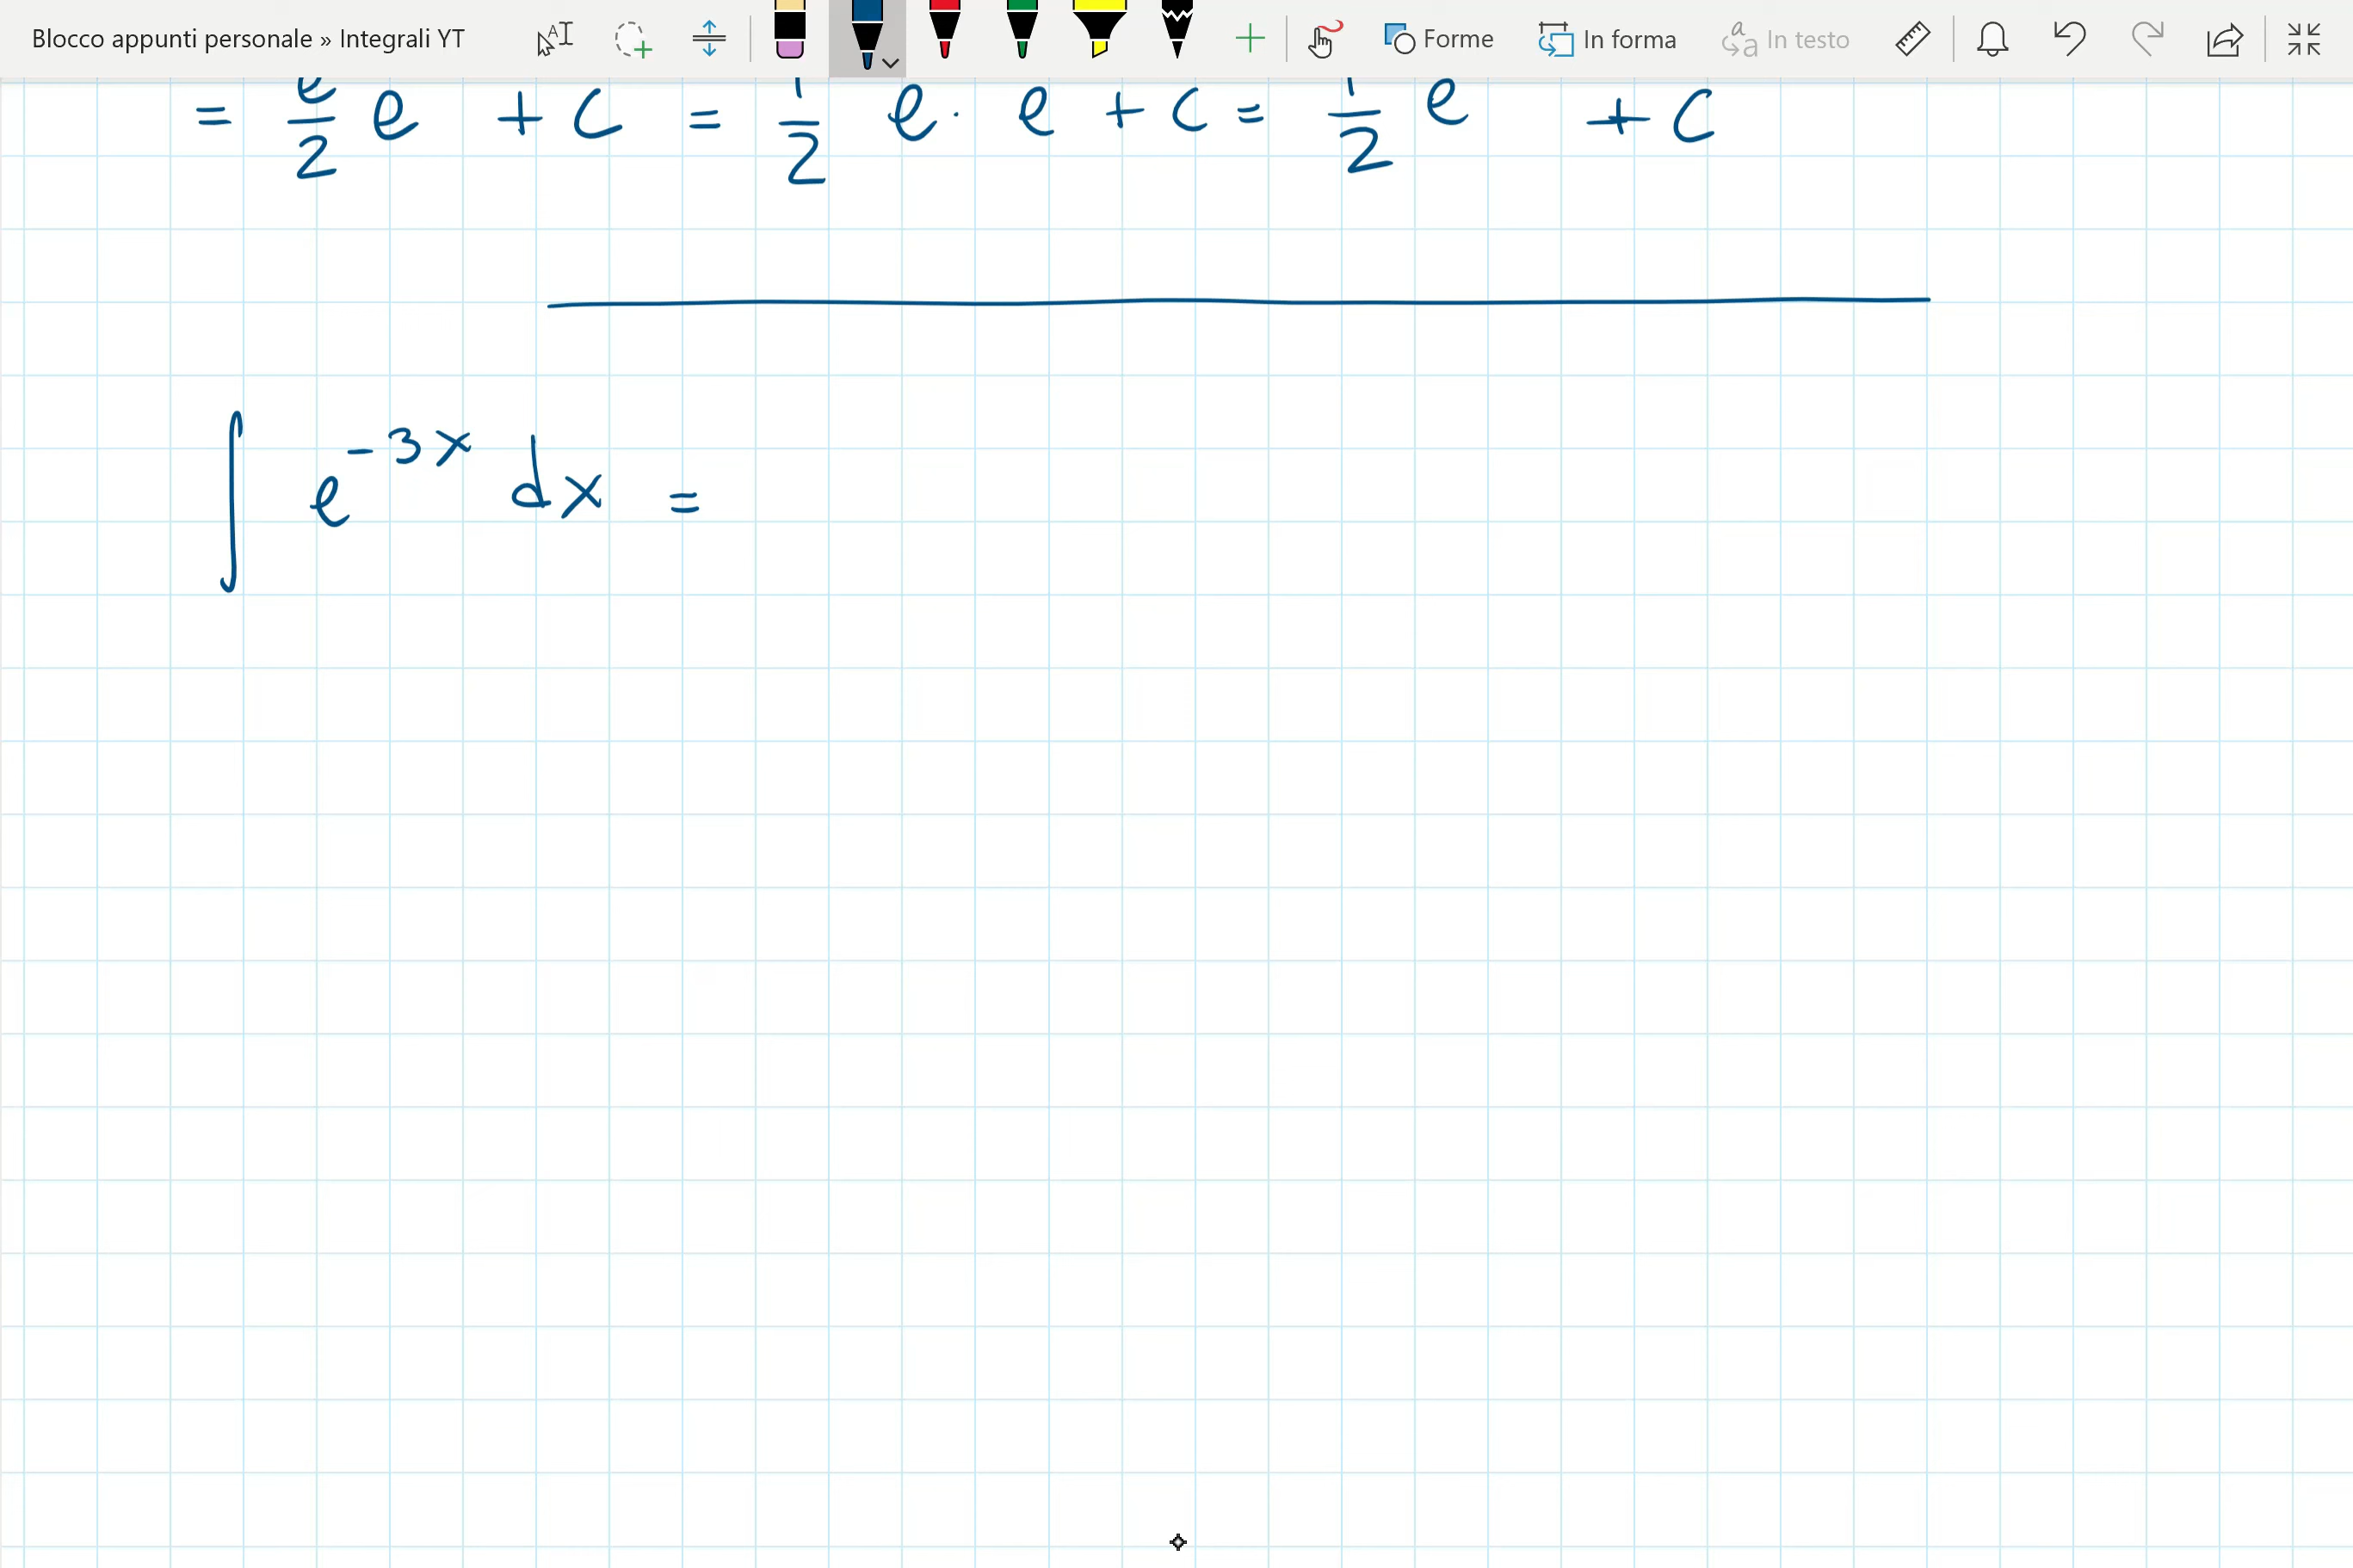 Blocco appunti personale » Integrali YT Forme In forma In testo
= e/2 e + c = 1/2 e · e + c = 1/2 e + c
∫ e^{-3x} dx =